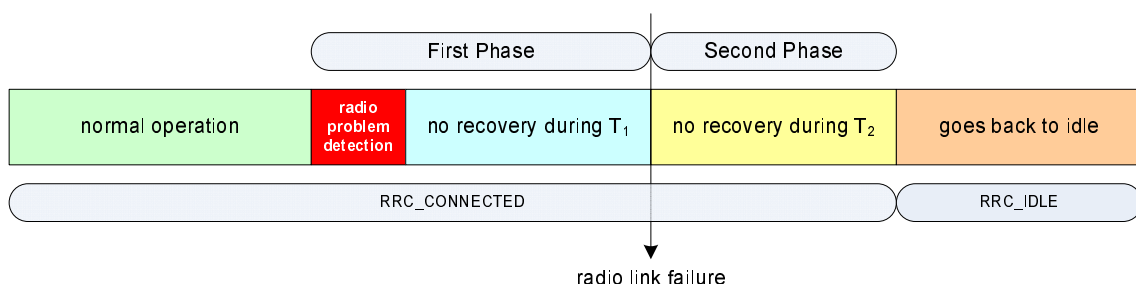 First Phase
Second Phase
normal operation
radio
problem
detection
no recovery during T₁
no recovery during T₂
goes back to idle
RRC_CONNECTED
RRC_IDLE
radio link failure